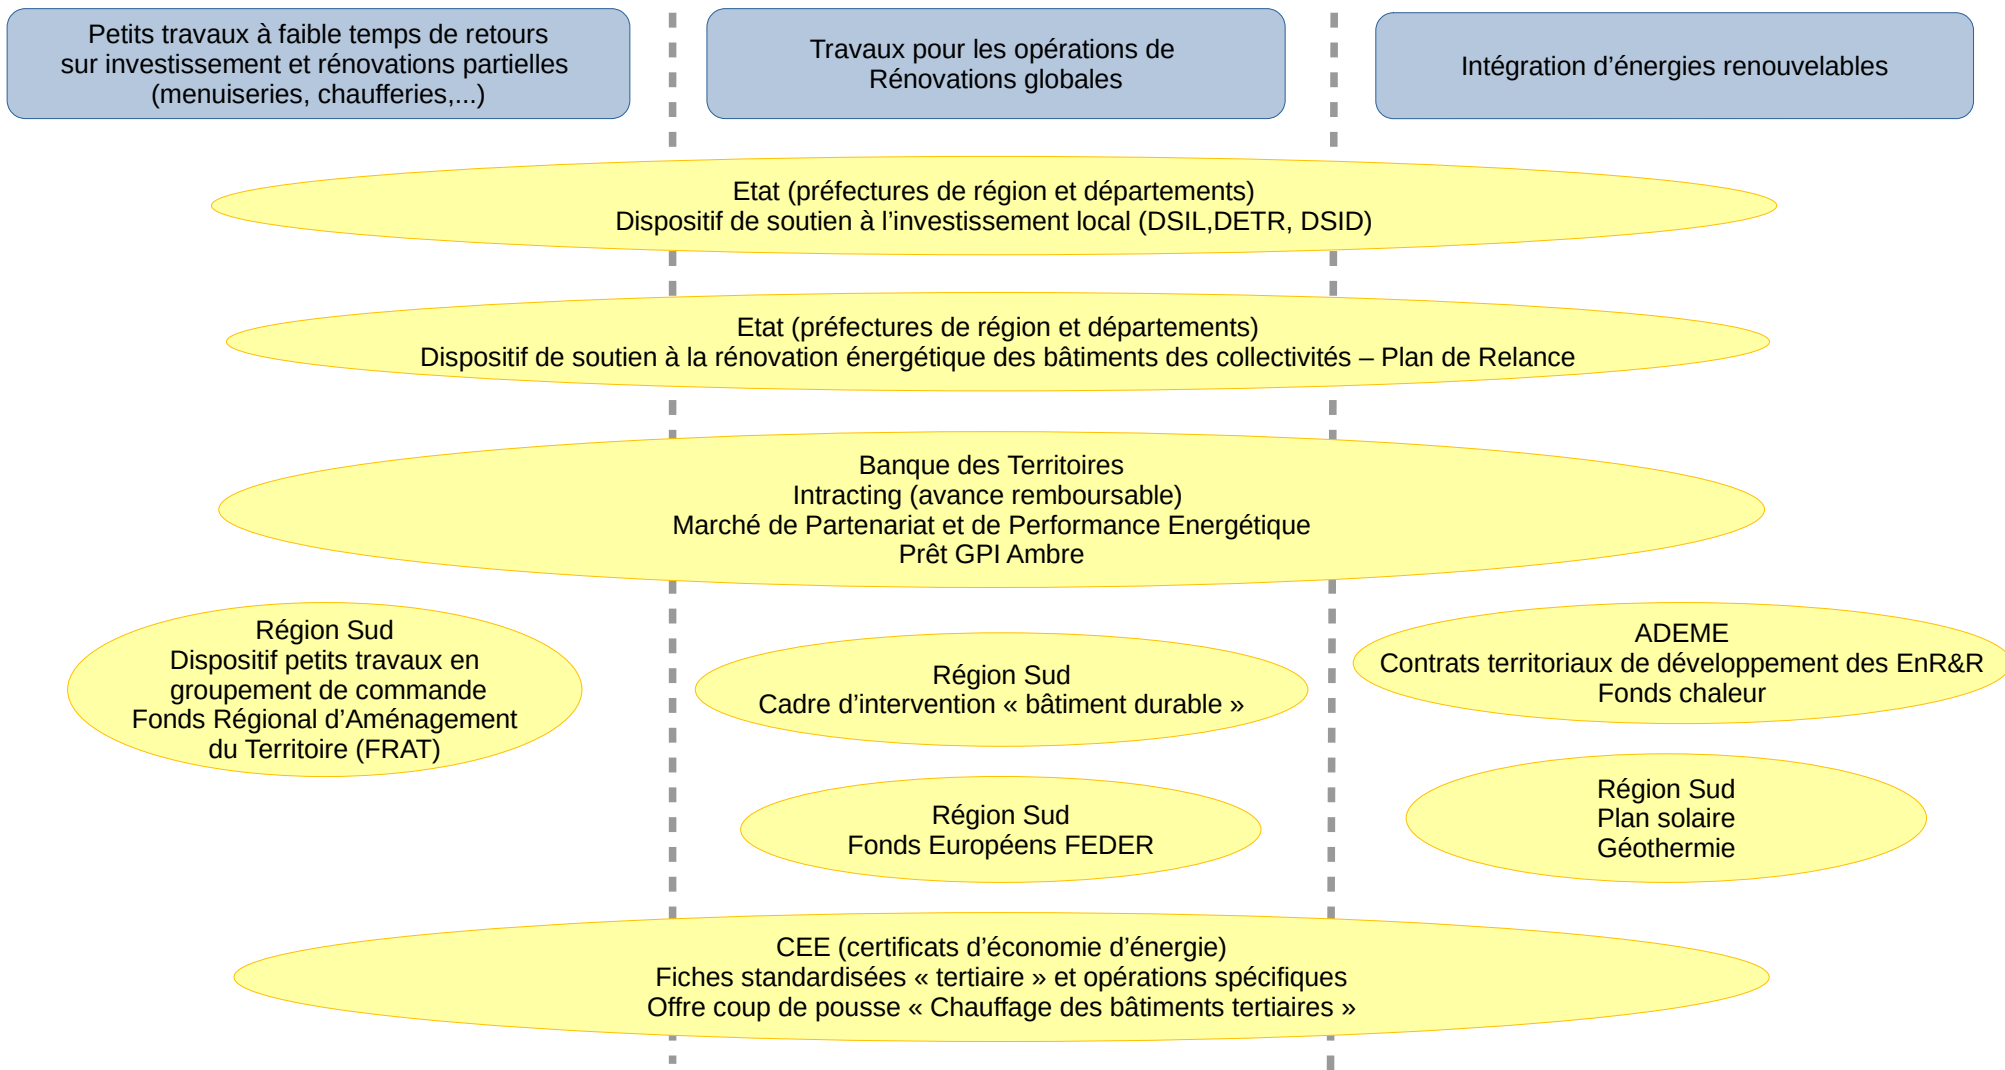 Petits travaux à faible temps de retours
sur investissement et rénovations partielles
(menuiseries, chaufferies,...)
Travaux pour les opérations de
Rénovations globales
Intégration d’énergies renouvelables
Etat (préfectures de région et départements)
Dispositif de soutien à l’investissement local (DSIL,DETR, DSID)
Etat (préfectures de région et départements)
Dispositif de soutien à la rénovation énergétique des bâtiments des collectivités – Plan de Relance
Banque des Territoires
Intracting (avance remboursable)
Marché de Partenariat et de Performance Energétique
Prêt GPI Ambre
Région Sud
Dispositif petits travaux en
groupement de commande
Fonds Régional d’Aménagement
du Territoire (FRAT)
Région Sud
Cadre d’intervention « bâtiment durable »
Région Sud
Fonds Européens FEDER
ADEME
Contrats territoriaux de développement des EnR&R
Fonds chaleur
Région Sud
Plan solaire
Géothermie
CEE (certificats d’économie d’énergie)
Fiches standardisées « tertiaire » et opérations spécifiques
Offre coup de pousse « Chauffage des bâtiments tertiaires »